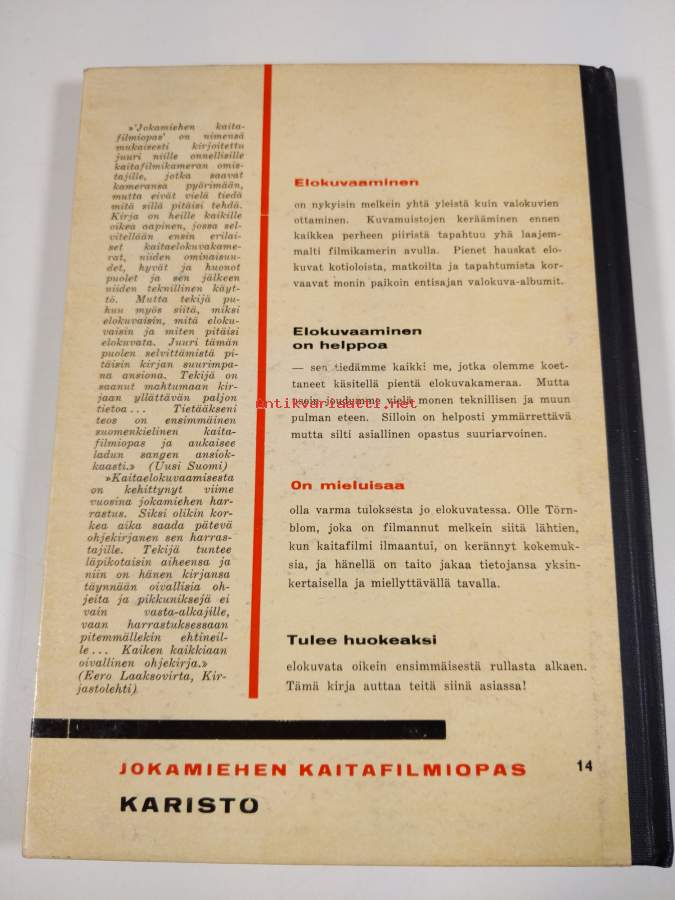 »'Jokamiehen kaita-
filmiopas' on nimensä
mukaisesti kirjoitettu
juuri niille onnellisille
kaitafilmikameran omis-
tajille, jotka saavat
kameransa pyörimään,
mutta eivät vielä tiedä
mitä sillä pitäisi tehdä.
Kirja on heille kaikille
oikea aapinen, jossa sel-
vitellään ensin erilai-
set kaitaelokuvakame-
rat, niiden ominaisuu-
det, hyvät ja huonot
puolet ja sen jälkeen
niiden teknillinen käyt-
tö. Mutta tekijä pu-
huu myös siitä, miksi
elokuvaisin, mitä eloku-
vaisin ja miten pitäisi
elokuvata. Juuri tämän
puolen selvittämistä pi-
täisin kirjan suurimpa-
na ansiona. Tekijä on
saanut mahtumaan kir-
jaan yllättävän paljon
tietoa... Tietääkseni
teos on ensimmäinen
suomenkielinen kaita-
filmiopas ja aukaisee
ladun sangen ansiok-
kaasti.» (Uusi Suomi)
»Kaitaelokuvaamisesta
on kehittynyt viime
vuosina jokamiehen har-
rastus. Siksi olikin kor-
kea aika saada pätevä
ohjekirjanen sen harras-
tajille. Tekijä tuntee
läpikotaisin aiheensa ja
niin on hänen kirjansa
täynnään oivallisia oh-
jeita ja pikkuniksejä ei
vain vasta-alkajille,
vaan harrastuksessaan
pitemmällekin ehtineil-
le... Kaiken kaikkiaan
oivallinen ohjekirja.»
(Eero Laaksovirta, Kir-
jastolehti).
Elokuvaaminen
on nykyisin melkein yhtä yleistä kuin valokuvien
ottaminen. Kuvamuistojen kerääminen ennen
kaikkea perheen piiristä tapahtuu yhä laajem-
malti filmikamerin avulla. Pienet hauskat elo-
kuvat kotioloista, matkoilta ja tapahtumista kor-
vaavat monin paikoin entisajan valokuva-albumit.
Elokuvaaminen
on helppoa
— sen tiedämme kaikki me, jotka olemme koet-
taneet käsitellä pientä elokuvakameraa. Mutta
usein joudumme vielä monen teknillisen ja muun
pulman eteen. Silloin on helposti ymmärrettävä
mutta silti asiallinen opastus suuriarvoinen.
Antikvariaatti.net
On mieluisaa
olla varma tuloksesta jo elokuvatessa. Olle Törn-
blom, joka on filmannut melkein siitä lähtien,
kun kaitafilmi ilmaantui, on kerännyt kokemuk-
sia, ja hänellä on taito jakaa tietojansa yksin-
kertaisella ja miellyttävällä tavalla.
Tulee huokeaksi
elokuvata oikein ensimmäisestä rullasta alkaen.
Tämä kirja auttaa teitä siinä asiassa!
JOKAMIEHEN KAITAFILMIOPAS 14
KARISTO